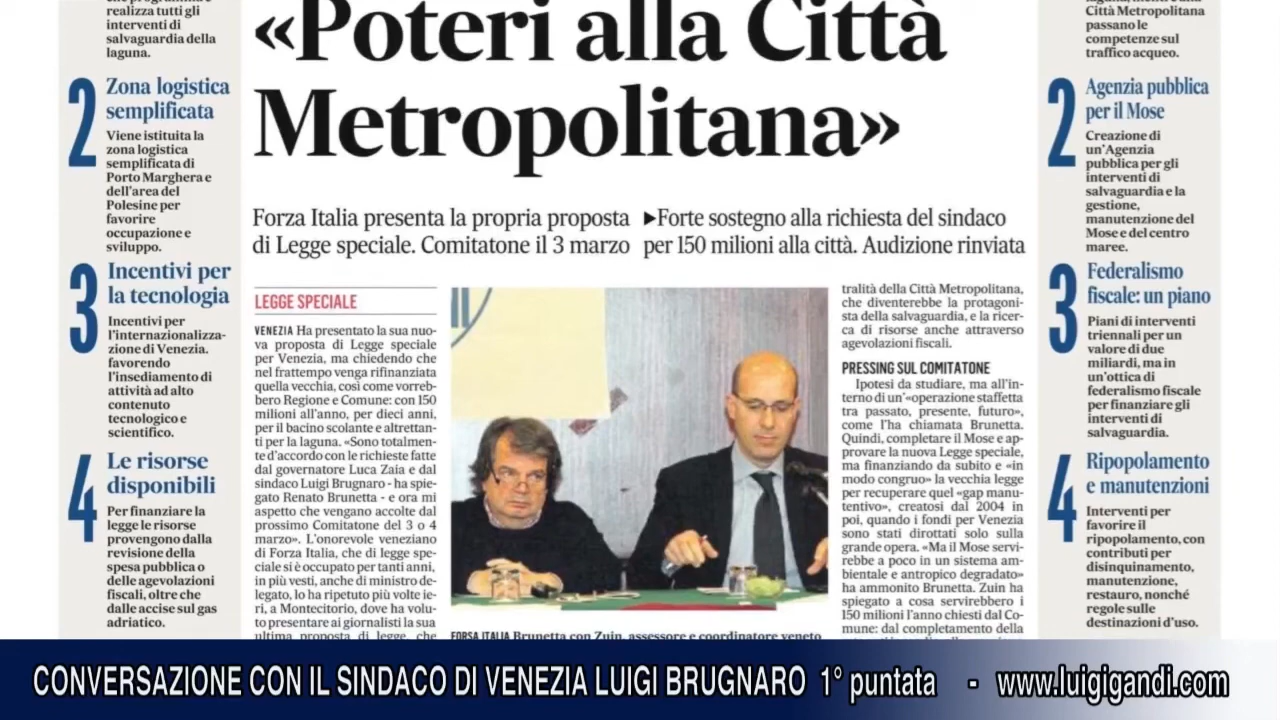 che programma e
realizza tutti gli
interventi di
salvaguardia della
laguna.
2
Zona logistica
semplificata
Viene istituita la
zona logistica
semplificata di
Porto Marghera e
dell'area del
Polesine per
favorire
occupazione e
sviluppo.
3
Incentivi per
la tecnologia
Incentivi per
l'internazionalizza-
zione di Venezia.
favorendo
l'insediamento di
attività ad alto
contenuto
tecnologico e
scientifico.
4
Le risorse
disponibili
Per finanziare la
legge le risorse
provengono dalla
revisione della
spesa pubblica o
delle agevolazioni
fiscali, oltre che
dalle accise sul gas
adriatico.
«Poteri alla Città
Metropolitana»
Forza Italia presenta la propria proposta
di Legge speciale. Comitatone il 3 marzo
▶Forte sostegno alla richiesta del sindaco
per 150 milioni alla città. Audizione rinviata
LEGGE SPECIALE
VENEZIA Ha presentato la sua nuo-
va proposta di Legge speciale
per Venezia, ma chiedendo che
nel frattempo venga rifinanziata
quella vecchia, così come vorreb-
bero Regione e Comune: con 150
milioni all'anno, per dieci anni,
per il bacino scolante e altrettan-
ti per la laguna. «Sono totalmen-
te d'accordo con le richieste fatte
dal governatore Luca Zaia e dal
sindaco Luigi Brugnaro - ha spie-
gato Renato Brunetta - e ora mi
aspetto che vengano accolte dal
prossimo Comitatone del 3 o 4
marzo». L'onorevole veneziano
di Forza Italia, che di legge spe-
ciale si è occupato per tanti anni,
in più vesti, anche di ministro de-
legato, lo ha ripetuto più volte ie-
ri, a Montecitorio, dove ha volu-
to presentare ai giornalisti la sua
ultima proposta di legge, che
FORSA ITALIA Brunetta con Zuin, assessore e coordinatore veneto
tralità della Città Metropolitana,
che diventerebbe la protagoni-
sta della salvaguardia, e la ricer-
ca di risorse anche attraverso
agevolazioni fiscali.
PRESSING SUL COMITATONE
Ipotesi da studiare, ma all'in-
terno di un'«operazione staffetta
tra passato, presente, futuro»,
come l'ha chiamata Brunetta.
Quindi, completare il Mose e ap-
provare la nuova Legge speciale,
ma finanziando da subito e «in
modo congruo» la vecchia legge
per recuperare quel «gap manu-
tentivo», creatosi dal 2004 in
poi, quando i fondi per Venezia
sono stati dirottati solo sulla
grande opera. «Ma il Mose servi-
rebbe a poco in un sistema am-
bientale e antropico degradato»
ha ammonito Brunetta. Zuin ha
spiegato a cosa servirebbero i
150 milioni l'anno chiesti dal Co-
mune: dal completamento della
Città Metropolitana
passano le
competenze sul
traffico acqueo.
2
Agenzia pubblica
per il Mose
Creazione di
un'Agenzia
pubblica per gli
interventi di
salvaguardia e la
gestione,
manutenzione del
Mose e del centro
maree.
3
Federalismo
fiscale: un piano
Piani di interventi
triennali per un
valore di due
miliardi, ma in
un'ottica di
federalismo fiscale
per finanziare gli
interventi di
salvaguardia.
4
Ripopolamento
e manutenzioni
Interventi per
favorire il
ripopolamento, con
contributi per
disinquinamento,
manutenzione,
restauro, nonché
regole sulle
destinazioni d'uso.
CONVERSAZIONE CON IL SINDACO DI VENEZIA LUIGI BRUGNARO 1° puntata - www.luigigandi.com